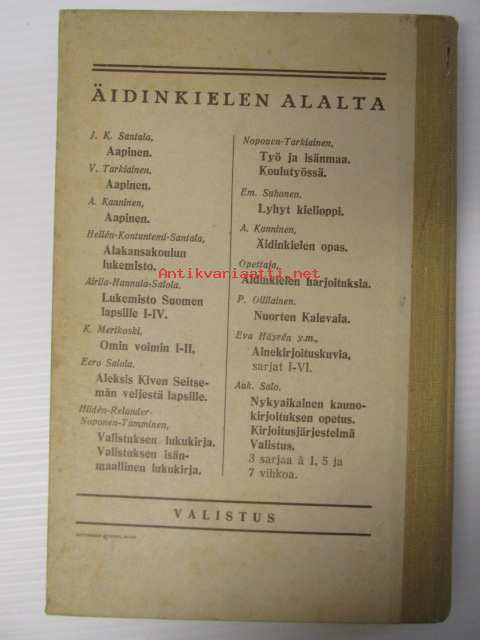 ÄIDINKIELEN ALALTA
J. K. Santala,
Aapinen.
V. Tarkiainen,
Aapinen.
A. Kanninen,
Aapinen.
Hellén-Kontuniemi-Santala,
Alakansakoulun
lukemisto.
Airila-Hannula-Salola.
Lukemisto Suomen
lapsille I-IV.
K. Merikoski,
Omin voimin I-II,
Eero Salola.
Aleksis Kiven Seitse-
män veljestä lapsille.
Hildén-Relander-
Noponen-Tamminen,
Valistuksen lukukirja.
Valistuksen isän-
maallinen lukukirja.
Noponen-Tarkiainen,
Työ ja isänmaa.
Koulutyössä.
Em. Suhonen.
Lyhyt kielioppi.
A. Kanninen,
Äidinkielen opas.
Opettaja,
Äidinkielen harjoituksia.
P. Ollilainen.
Nuorten Kalevala.
Eva Häyrén y.m.,
Ainekirjoituskuvia,
sarjat I-VI.
Auk. Salo,
Nykyaikainen kauno-
kirjoituksen opetus.
Kirjoitusjärjestelmä
Valistus,
3 sarjaa à 1, 5 ja
7 vihkoa.
Antikvariaatti.net
VALISTUS